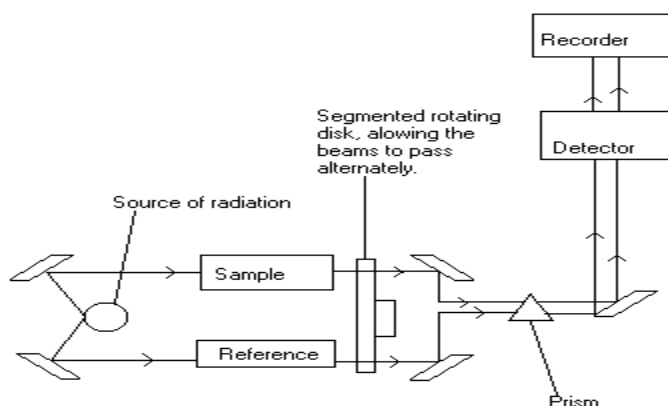 Recorder
Segmented rotating
disk, alowing the
beams to pass
alternately.
Detector
Source of radiation
Sample
Reference
Prism